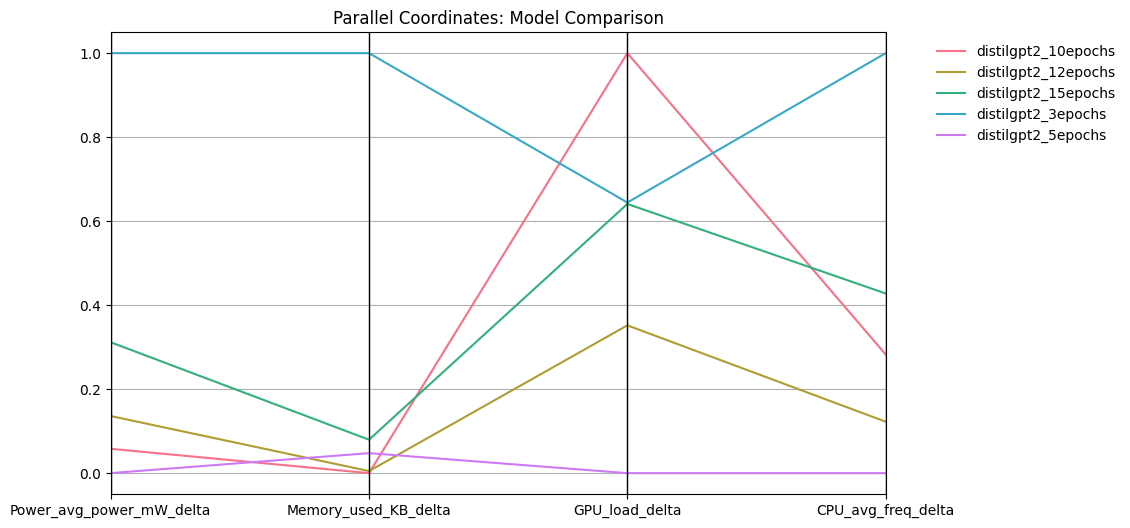 Parallel Coordinates: Model Comparison
1.0
0.8
0.6
0.4
0.2
0.0
Power_avg_power_mW_delta
Memory_used_KB_delta
GPU_load_delta
CPU_avg_freq_delta
distilgpt2_10epochs
distilgpt2_12epochs
distilgpt2_15epochs
distilgpt2_3epochs
distilgpt2_5epochs